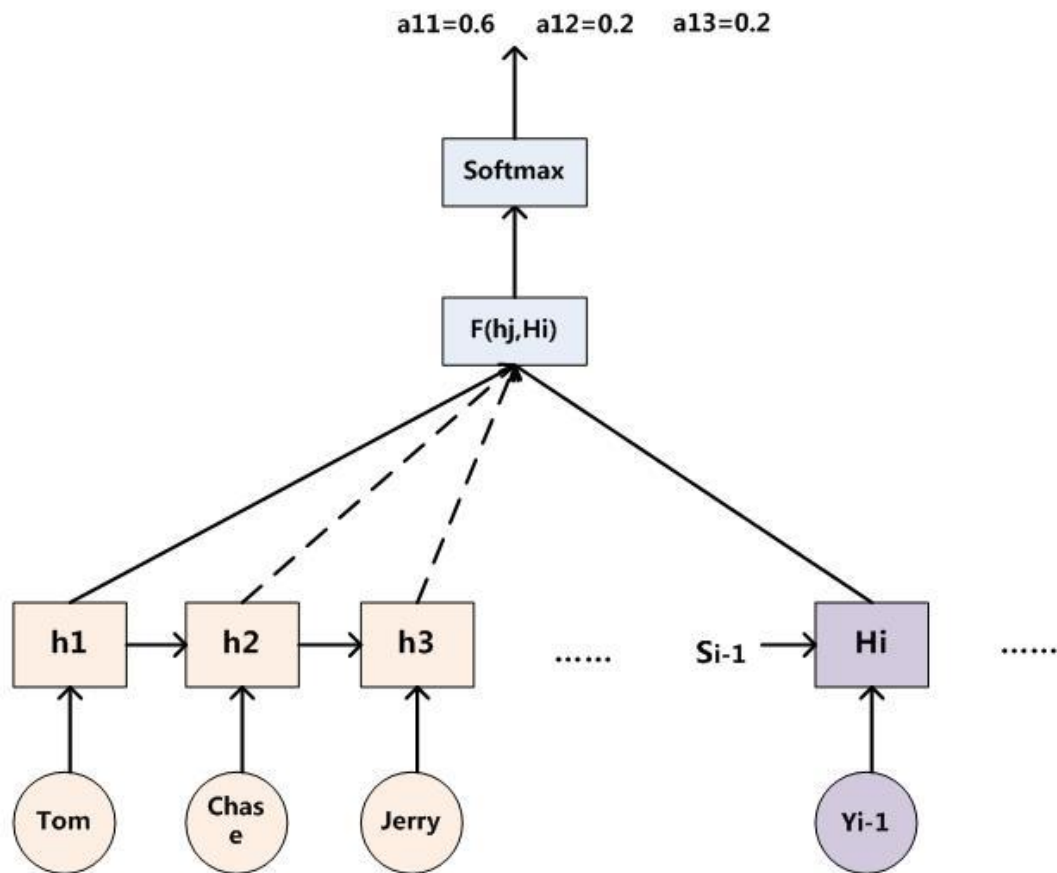 a11=0.6 a12=0.2 a13=0.2
Softmax
F(hj,Hi)
h1 h2 h3 ...... Si-1 Hi ......
Tom Chas
e Jerry Yi-1